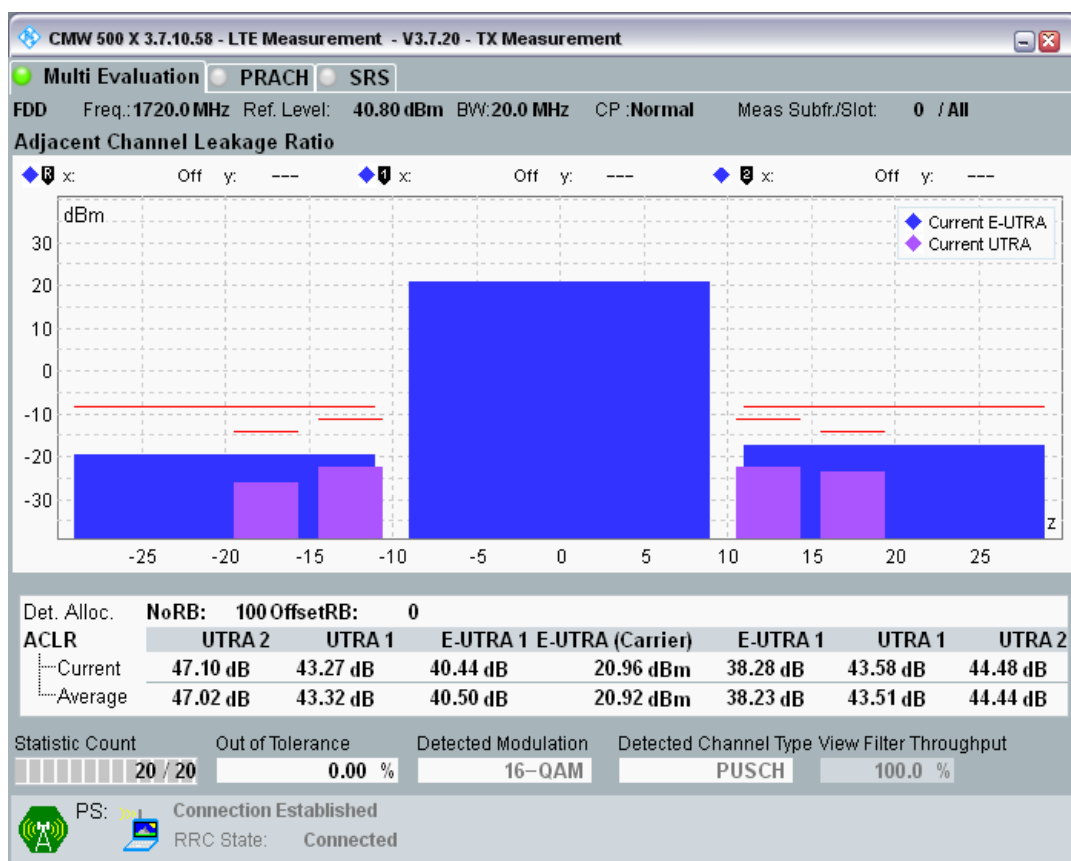 CMW 500 X 3.7.10.58 - LTE Measurement - V3.7.20 - TX Measurement
Multi Evaluation PRACH SRS
FDD Freq.: 1720.0 MHz Ref. Level: 40.80 dBm BW: 20.0 MHz CP : Normal Meas Subfr./Slot: 0 / All
Adjacent Channel Leakage Ratio
R x: Off y: --- 1 x: Off y: --- 2 x: Off y: ---
dBm
Current E-UTRA
Current UTRA
30
20
10
0
-10
-20
-30
z
-25 -20 -15 -10 -5 0 5 10 15 20 25
Det. Alloc. NoRB: 100 OffsetRB: 0
ACLR UTRA 2 UTRA 1 E-UTRA 1 E-UTRA (Carrier) E-UTRA 1 UTRA 1 UTRA 2
Current 47.10 dB 43.27 dB 40.44 dB 20.96 dBm 38.28 dB 43.58 dB 44.48 dB
Average 47.02 dB 43.32 dB 40.50 dB 20.92 dBm 38.23 dB 43.51 dB 44.44 dB
Statistic Count Out of Tolerance Detected Modulation Detected Channel Type View Filter Throughput
20 / 20 0.00 % 16-QAM PUSCH 100.0 %
PS: Connection Established
RRC State: Connected